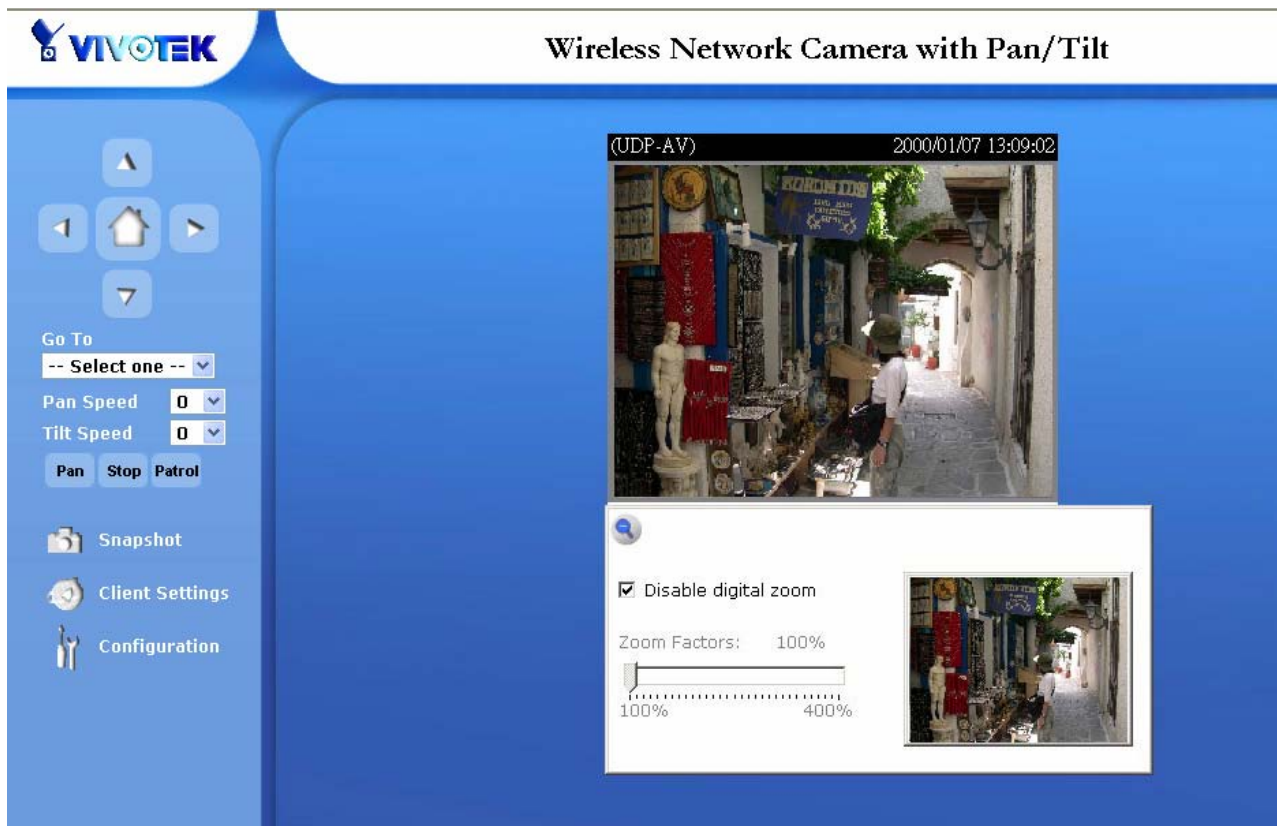 VIVOTEK
Wireless Network Camera with Pan/Tilt
(UDP-AV) 2000/01/07 13:09:02
Go To
-- Select one --
Pan Speed 0
Tilt Speed 0
Pan Stop Patrol
Snapshot
Client Settings
Configuration
Disable digital zoom
Zoom Factors: 100%
100% 400%